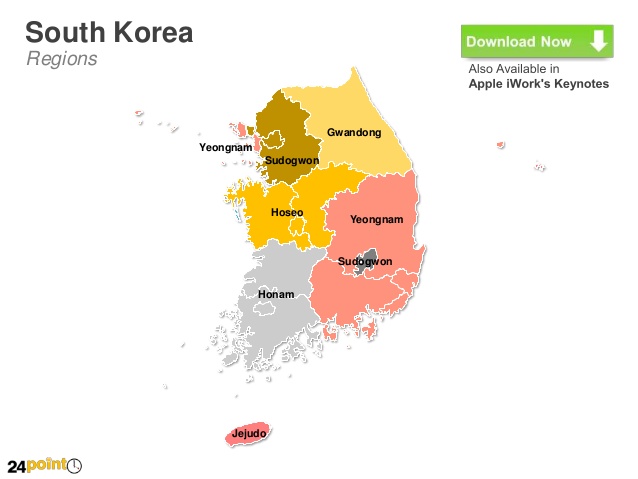 South Korea
Regions
Download Now
Also Available in
Apple iWork's Keynotes
Gwandong
Yeongnam
Sudogwon
Hoseo
Yeongnam
Sudogwon
Honam
Jejudo
24point